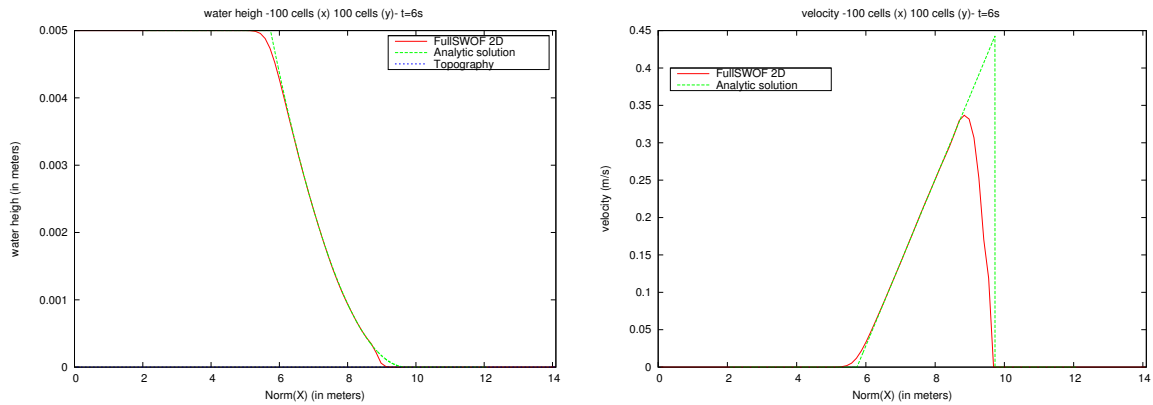 water heigh -100 cells (x) 100 cells (y)- t=6s
FullSWOF 2D
Analytic solution
Topography
0.005
0.004
0.003
0.002
0.001
0
water heigh (in meters)
0 2 4 6 8 10 12 14
Norm(X) (in meters)
velocity -100 cells (x) 100 cells (y)- t=6s
FullSWOF 2D
Analytic solution
0.45
0.4
0.35
0.3
0.25
0.2
0.15
0.1
0.05
0
velocity (m/s)
0 2 4 6 8 10 12 14
Norm(X) (in meters)